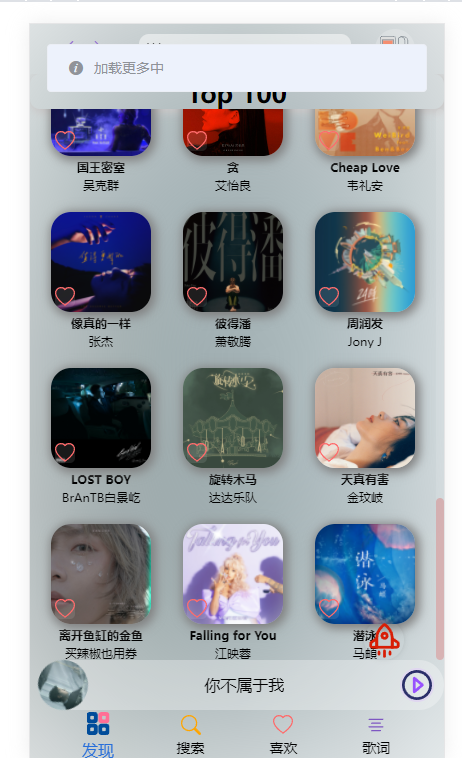 加载更多中
Top 100
国王密室
吴克群
贪
艾怡良
Cheap Love
韦礼安
像真的一样
张杰
彼得潘
萧敬腾
周润发
Jony J
LOST BOY
BrAnTB白景屹
旋转木马
达达乐队
天真有害
金玟岐
离开鱼缸的金鱼
买辣椒也用券
Falling for You
江映蓉
潜泳
马頔
你不属于我
发现
搜索
喜欢
歌词